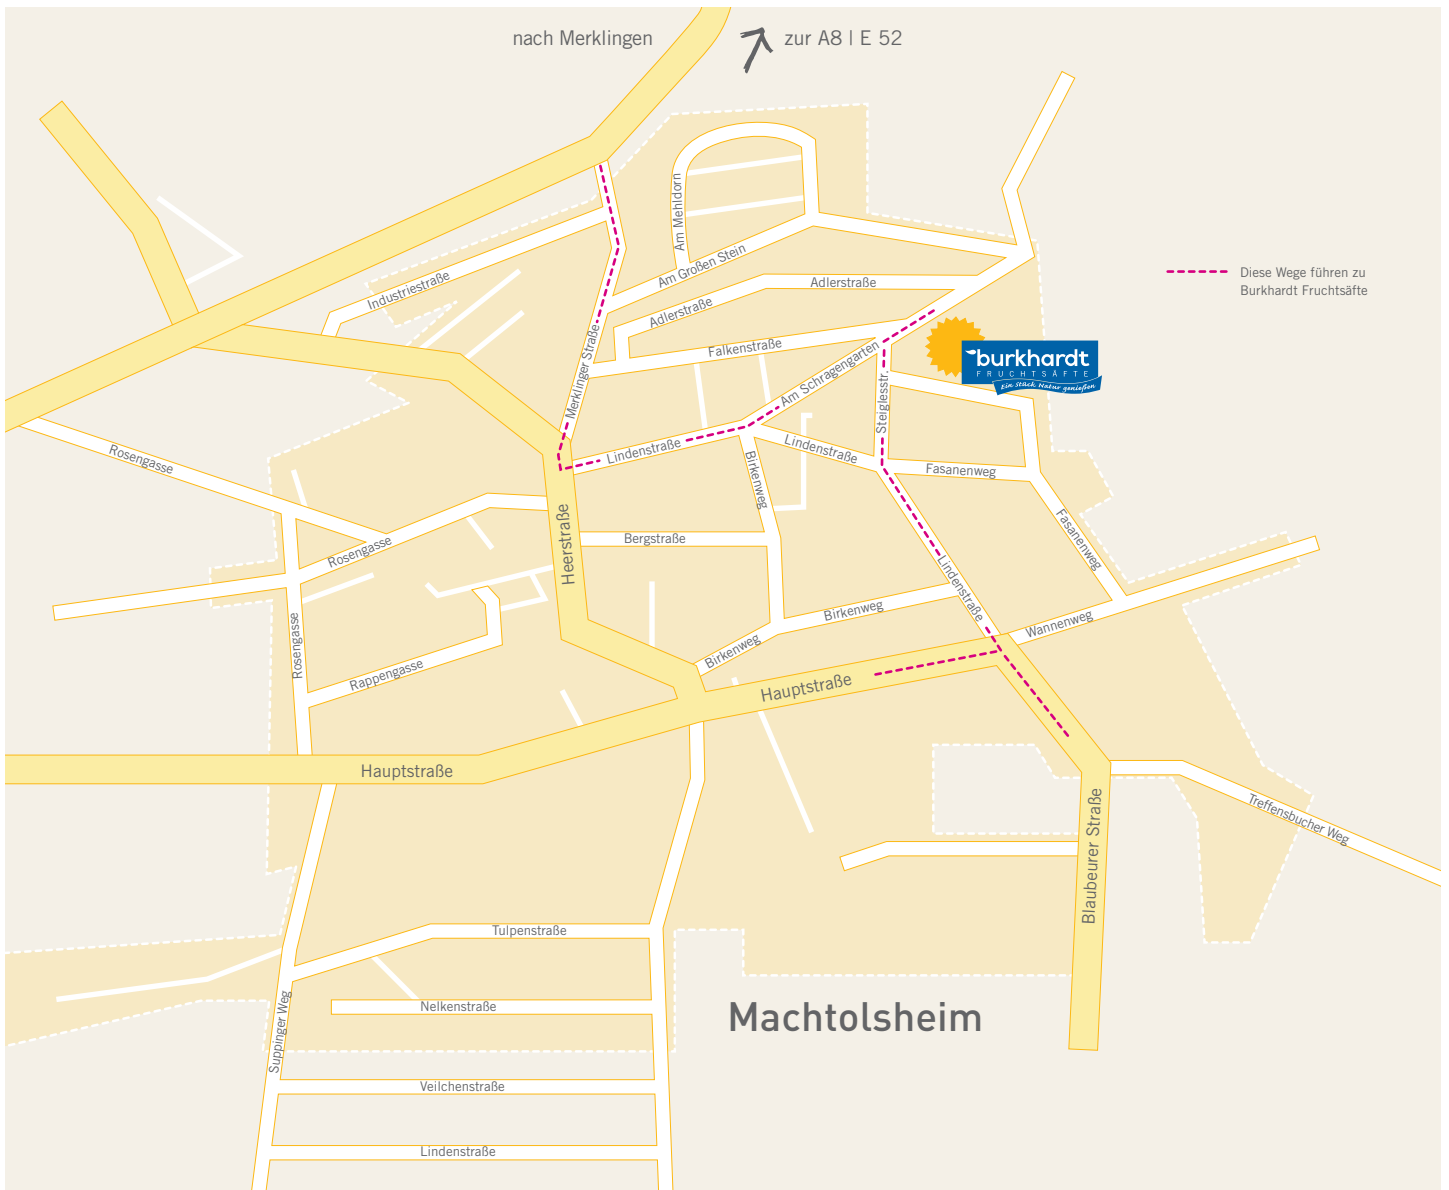 nach Merklingen
zur A8 | E 52
Am Mehldorn
Am Großen Stein
Industriestraße
Adlerstraße
Adlerstraße
Diese Wege führen zu
Burkhardt Fruchtsäfte
Falkenstraße
Merklinger Straße
Am Schragengarten
burkhardt
FRUCHTSÄFTE
Ein Stück Natur genießen
Steiglesstr.
Rosengasse
Lindenstraße
Lindenstraße
Birkenweg
Fasanenweg
Fasanenweg
Rosengasse
Heerstraße
Bergstraße
Lindenstraße
Birkenweg
Wannenweg
Rosengasse
Birkenweg
Rappengasse
Hauptstraße
Hauptstraße
Blaubeurer Straße
Treffensbucher Weg
Tulpenstraße
Nelkenstraße
Machtolsheim
Suppinger Weg
Veilchenstraße
Lindenstraße